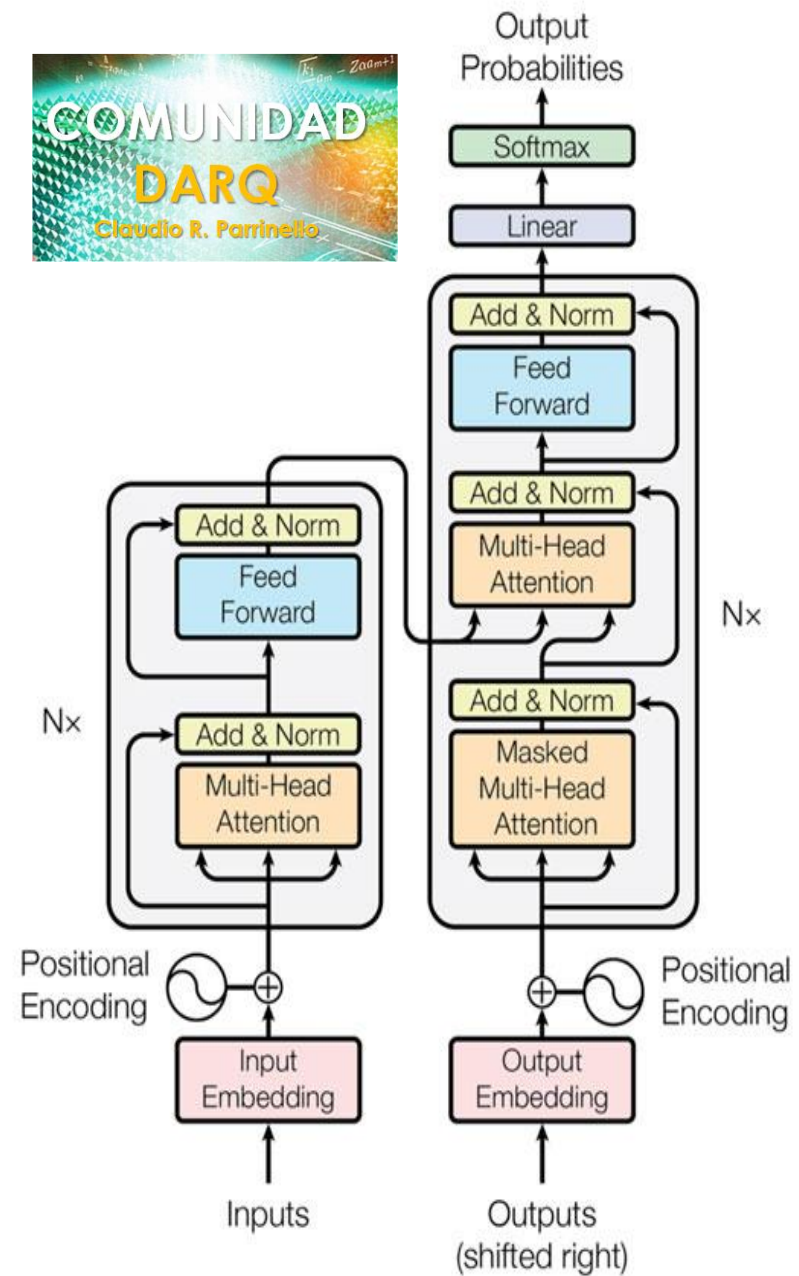 COMUNIDAD
DARQ
Claudio R. Parrinello
Output
Probabilities
Softmax
Linear
Add & Norm
Feed
Forward
Add & Norm
Multi-Head
Attention
Nx
Add & Norm
Masked
Multi-Head
Attention
Add & Norm
Feed
Forward
Nx
Add & Norm
Multi-Head
Attention
Positional
Encoding
Positional
Encoding
Input
Embedding
Output
Embedding
Inputs
Outputs
(shifted right)